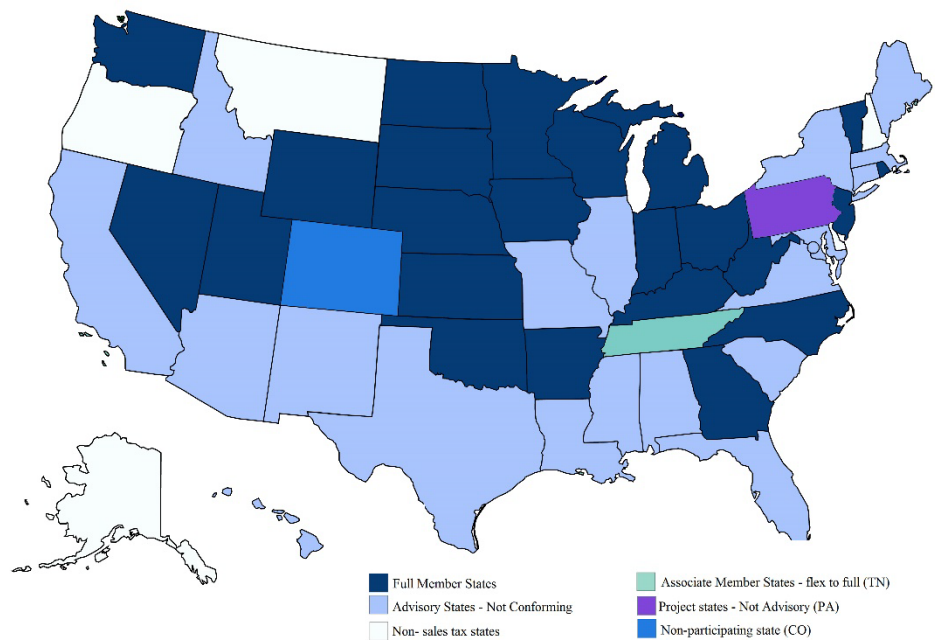 Full Member States
Advisory States - Not Conforming
Non- sales tax states
Associate Member States - flex to full (TN)
Project states - Not Advisory (PA)
Non-participating state (CO)